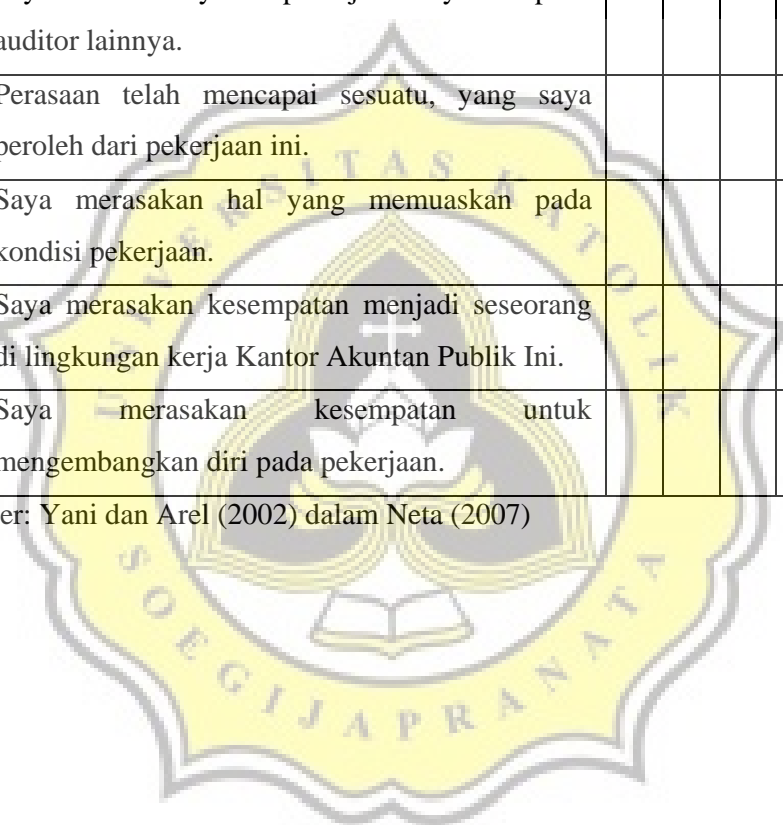 auditor lainnya.
Perasaan telah mencapai sesuatu, yang saya
peroleh dari pekerjaan ini.
Saya merasakan hal yang memuaskan pada
kondisi pekerjaan.
Saya merasakan kesempatan menjadi seseorang
di lingkungan kerja Kantor Akuntan Publik Ini.
Saya merasakan kesempatan untuk
mengembangkan diri pada pekerjaan.
er: Yani dan Arel (2002) dalam Neta (2007)
UNIVERSITAS KATOLIK
SOEGIJAPRANATA